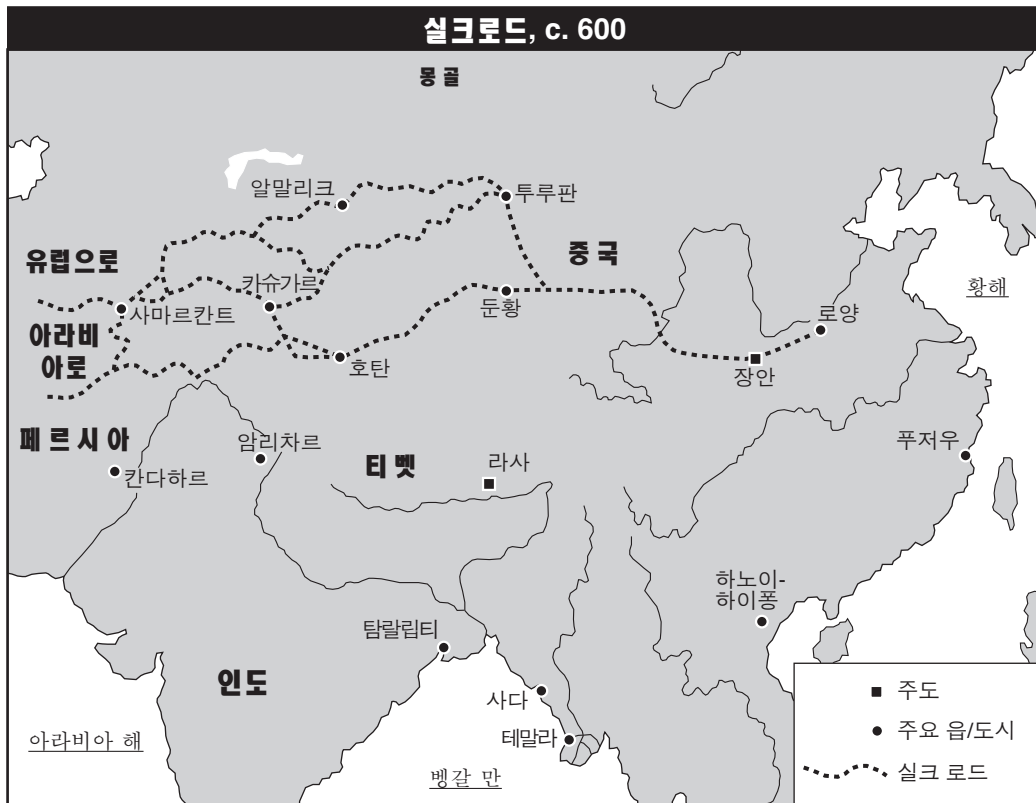 실크로드, c. 600
몽골
알말리크
투루판
유럽으로
중국
카슈가르
황해
사마르칸트
둔황
로양
아라비
아로
호탄
장안
페르시아
암리차르
티벳
라사
푸저우
칸다하르
하노이-
하이퐁
탐랄립티
인도
사다
주도
테말라
주요 읍/도시
아라비아 해
벵갈 만
실크 로드